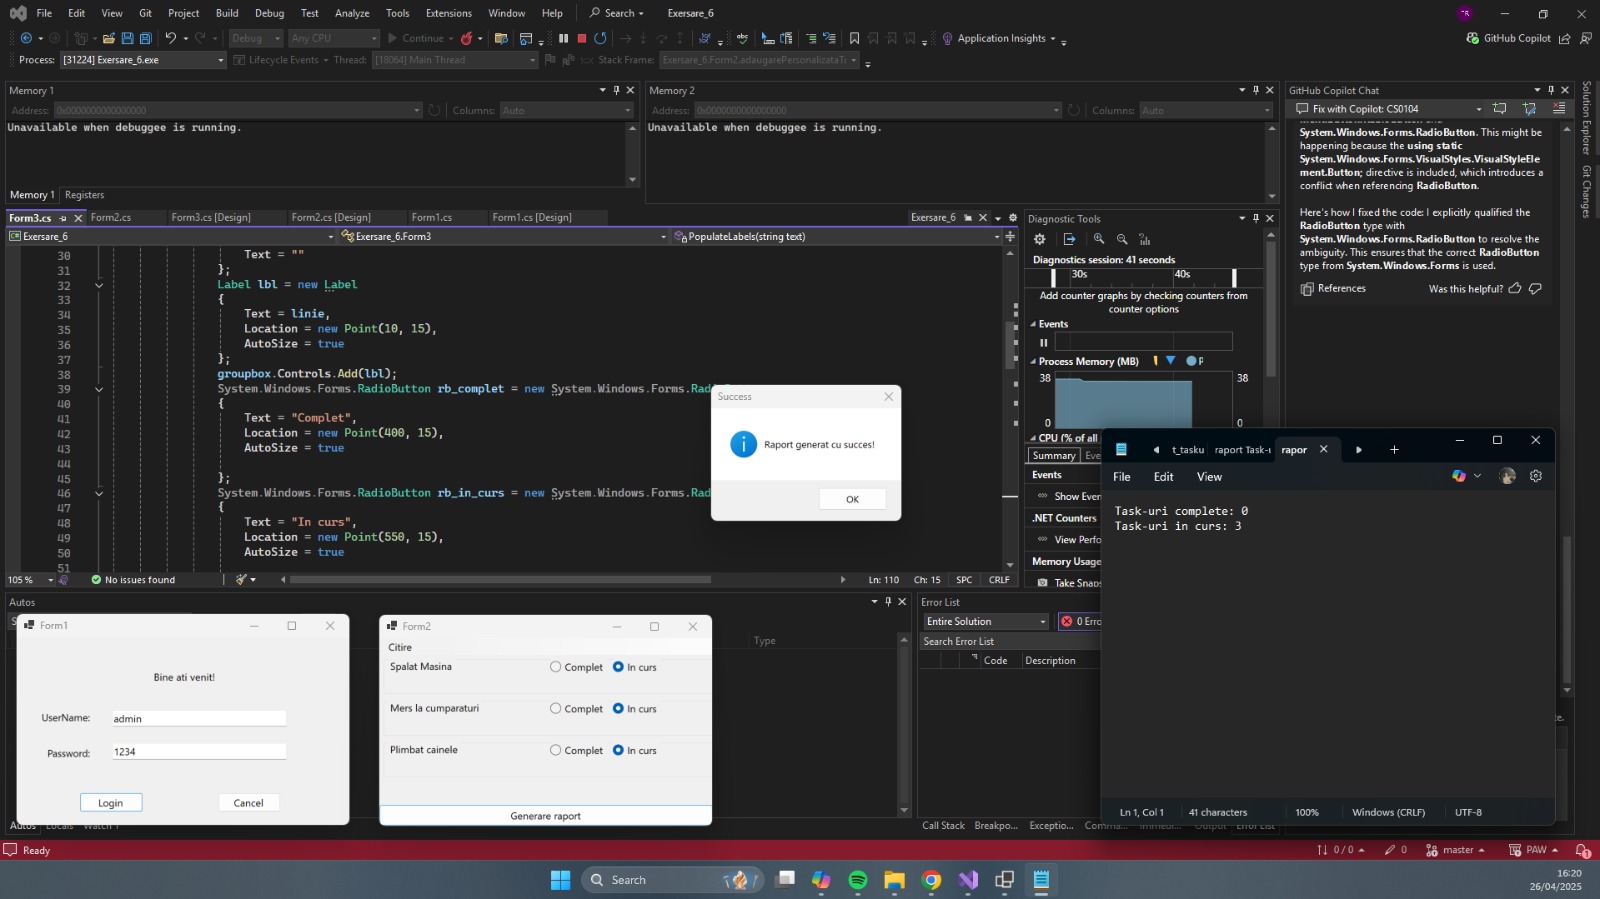 File Edit View Git Project Build Debug Test Analyze Tools Extensions Window Help Search Exersare_6
Debug Any CPU Continue Application Insights GitHub Copilot
Process: [31224] Exersare_6.exe Lifecycle Events Thread: [18064] Main Thread Stack Frame: Exersare_6.Form2.adaugarePersonalizataT
Memory 1
Address: 0x0000000000000000 Columns: Auto
Unavailable when debuggee is running.
Memory 1 Registers
Memory 2
Address: 0x0000000000000000 Columns: Auto
Unavailable when debuggee is running.
GitHub Copilot Chat
Fix with Copilot: CS0104
System.Windows.Forms.RadioButton. This might be
happening because the using static
System.Windows.Forms.VisualStyles.VisualStyleEle
ment.Button; directive is included, which introduces a
conflict when referencing RadioButton.
Here's how I fixed the code: I explicitly qualified the
RadioButton type with
System.Windows.Forms.RadioButton to resolve the
ambiguity. This ensures that the correct RadioButton
type from System.Windows.Forms is used.
References Was this helpful?
Solution Explorer
Git Changes
Form3.cs Form2.cs Form3.cs [Design] Form2.cs [Design] Form1.cs Form1.cs [Design] Exersare_6
Exersare_6 Exersare_6.Form3 PopulateLabels(string text)
30 Text = ""
31 };
32 Label lbl = new Label
33 {
34 Text = linie,
35 Location = new Point(10, 15),
36 AutoSize = true
37 };
38 groupbox.Controls.Add(lbl);
39 System.Windows.Forms.RadioButton rb_complet = new System.Windows.Forms.Rad
40 {
41 Text = "Complet",
42 Location = new Point(400, 15),
43 AutoSize = true
44
45 };
46 System.Windows.Forms.RadioButton rb_in_curs = new System.Windows.Forms.Rad
47 {
48 Text = "In curs",
49 Location = new Point(550, 15),
50 AutoSize = true
51
105 % No issues found Ln: 110 Ch: 15 SPC CRLF
Diagnostic Tools
Diagnostics session: 41 seconds
30s 40s
Add counter graphs by checking counters from
counter options
Events
Process Memory (MB) P
38 38
0 0
CPU (% of all
Summary Eve
Events
Show Even
.NET Counters
View Perfo
Memory Usage
Take Snaps
Success
Raport generat cu succes!
OK
t_tasku raport Task-u rapor
File Edit View
Task-uri complete: 0
Task-uri in curs: 3
Ln 1, Col 1 41 characters 100% Windows (CRLF) UTF-8
Autos
Type
Form1
Bine ati venit!
UserName: admin
Password: 1234
Login Cancel
Form2
Citire
Spalat Masina Complet In curs
Mers la cumparaturi Complet In curs
Plimbat cainele Complet In curs
Generare raport
Autos Locals Watch 1
Error List
Entire Solution 0 Erro
Search Error List
Code Description
Call Stack Breakpo... Exceptio... Comma... Immedi... Output Error List
Ready 0 / 0 0 master PAW 1
Search
16:20
26/04/2025